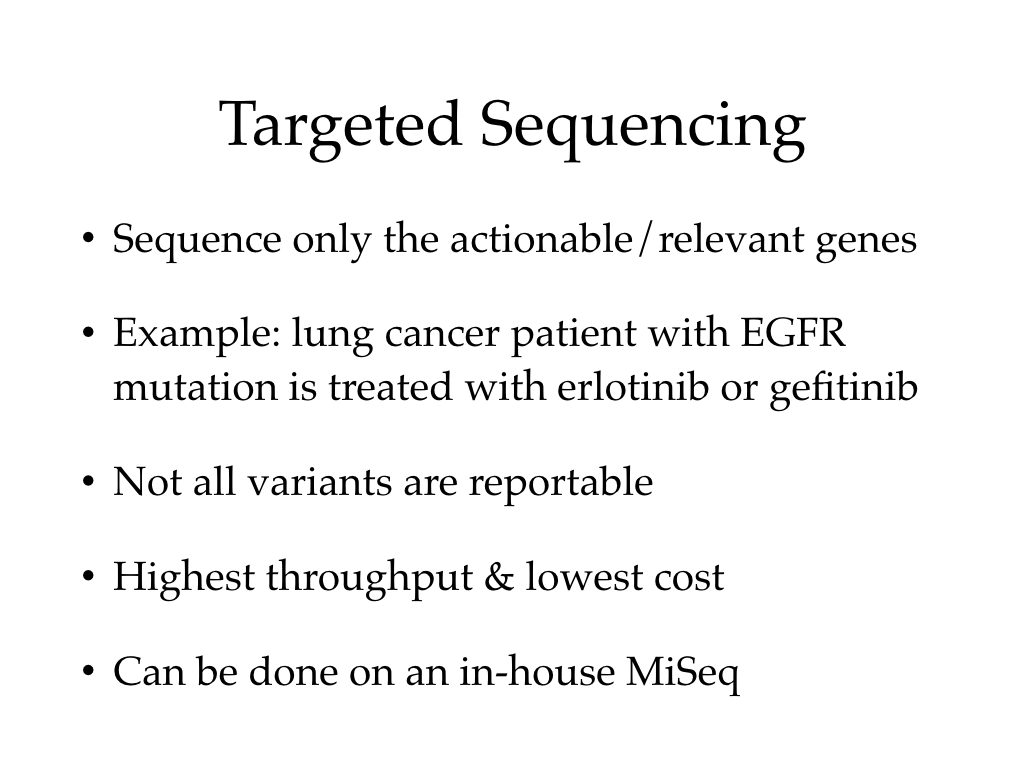 Targeted Sequencing
• Sequence only the actionable/relevant genes
• Example: lung cancer patient with EGFR
mutation is treated with erlotinib or gefitinib
• Not all variants are reportable
• Highest throughput & lowest cost
• Can be done on an in-house MiSeq